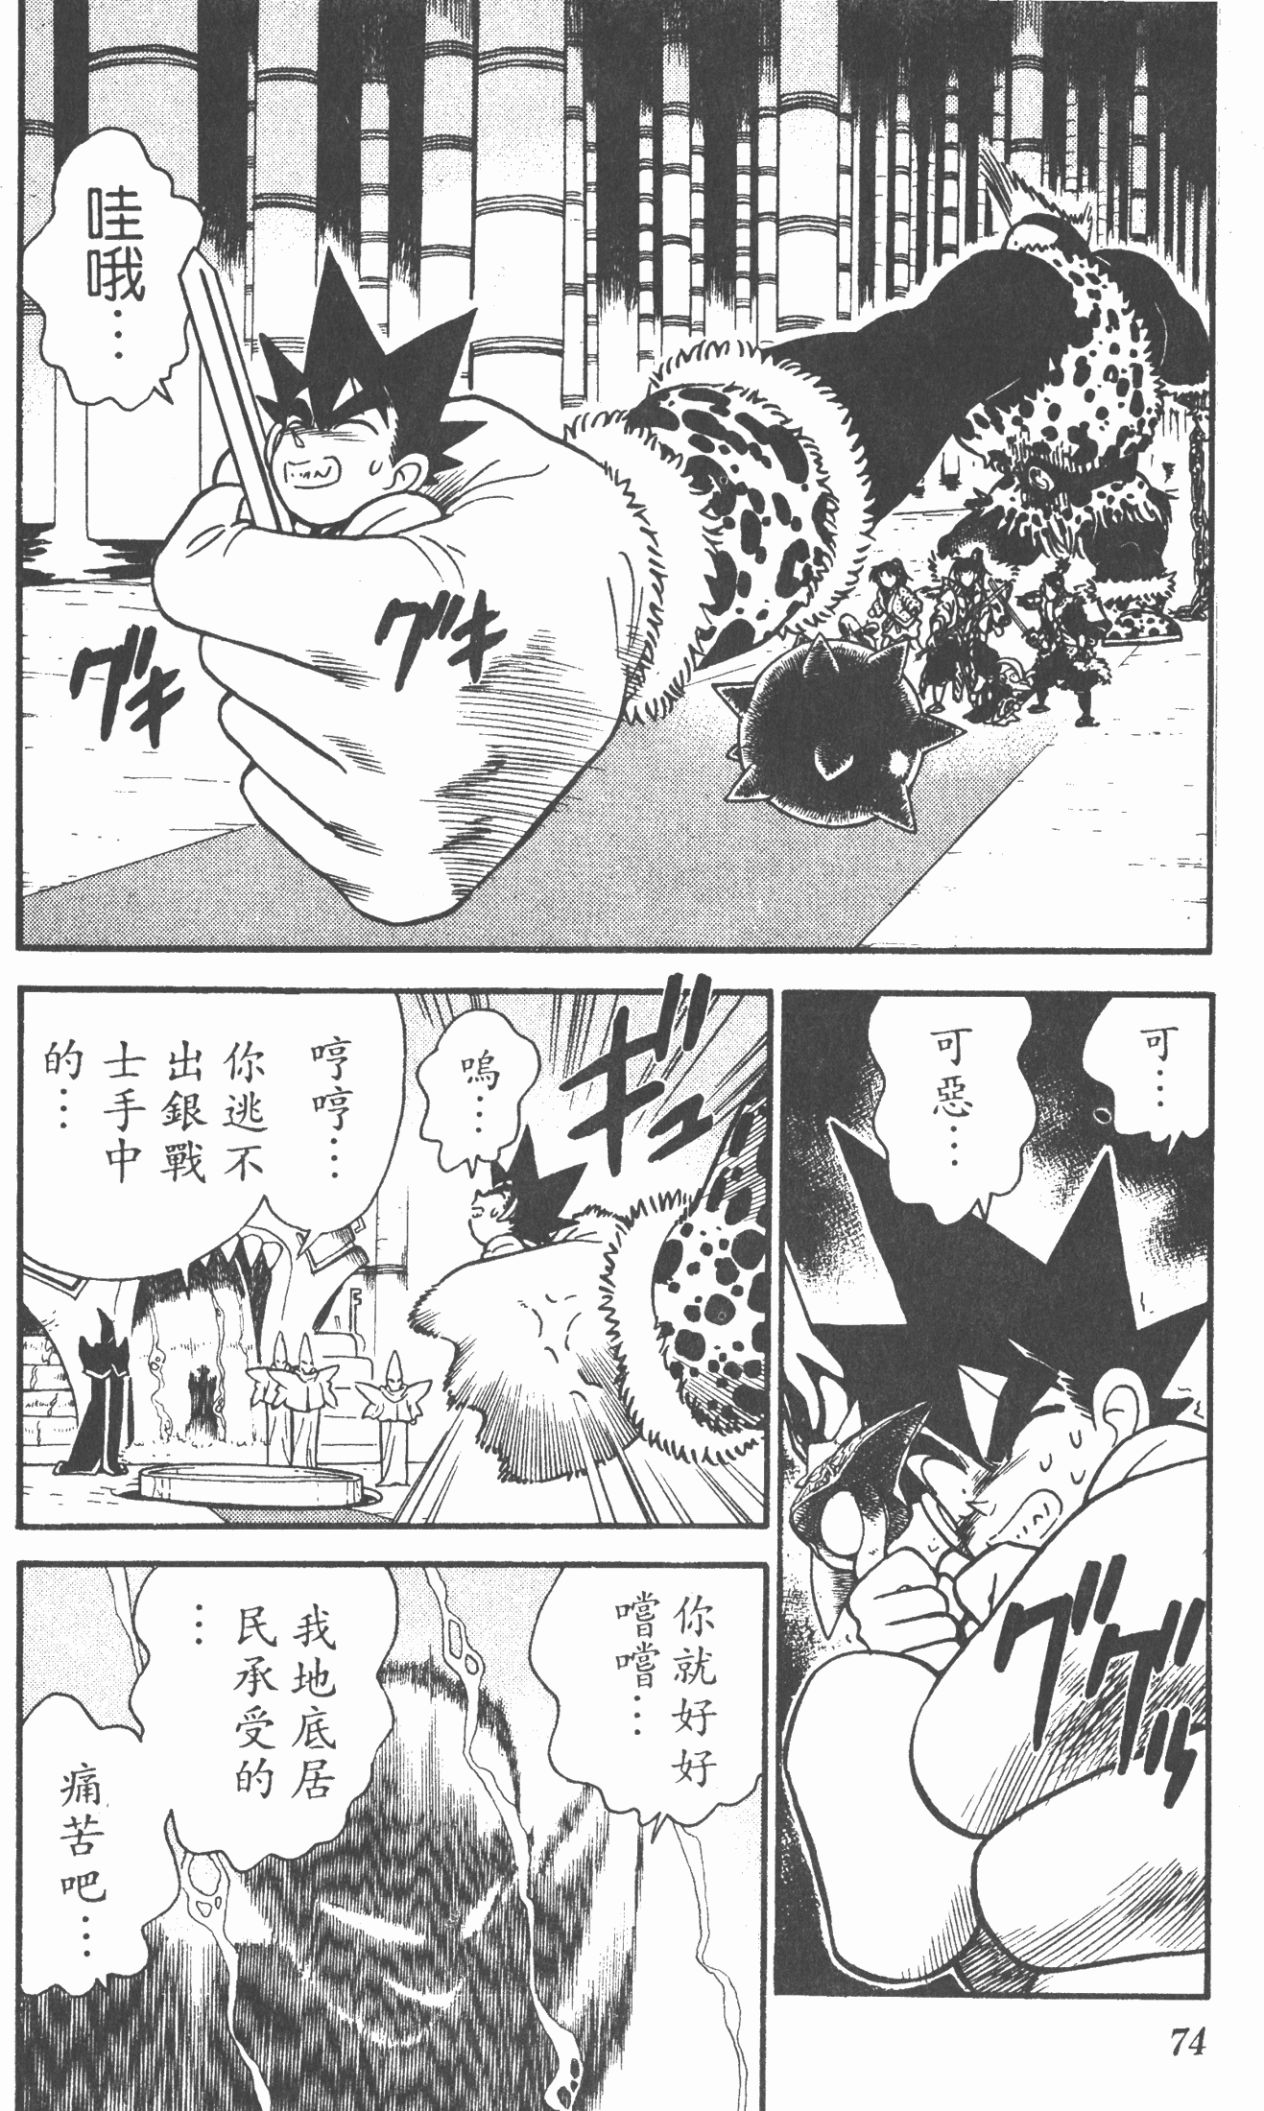 哇
哦
…
グキ
グキ
可…
可
惡
…
グググッ
ギュ
嗚…
哼哼…
你逃不
出銀戰
士手中
的…
你就好好
嚐嚐…
我地底居
民承受的
…
痛苦吧…
74